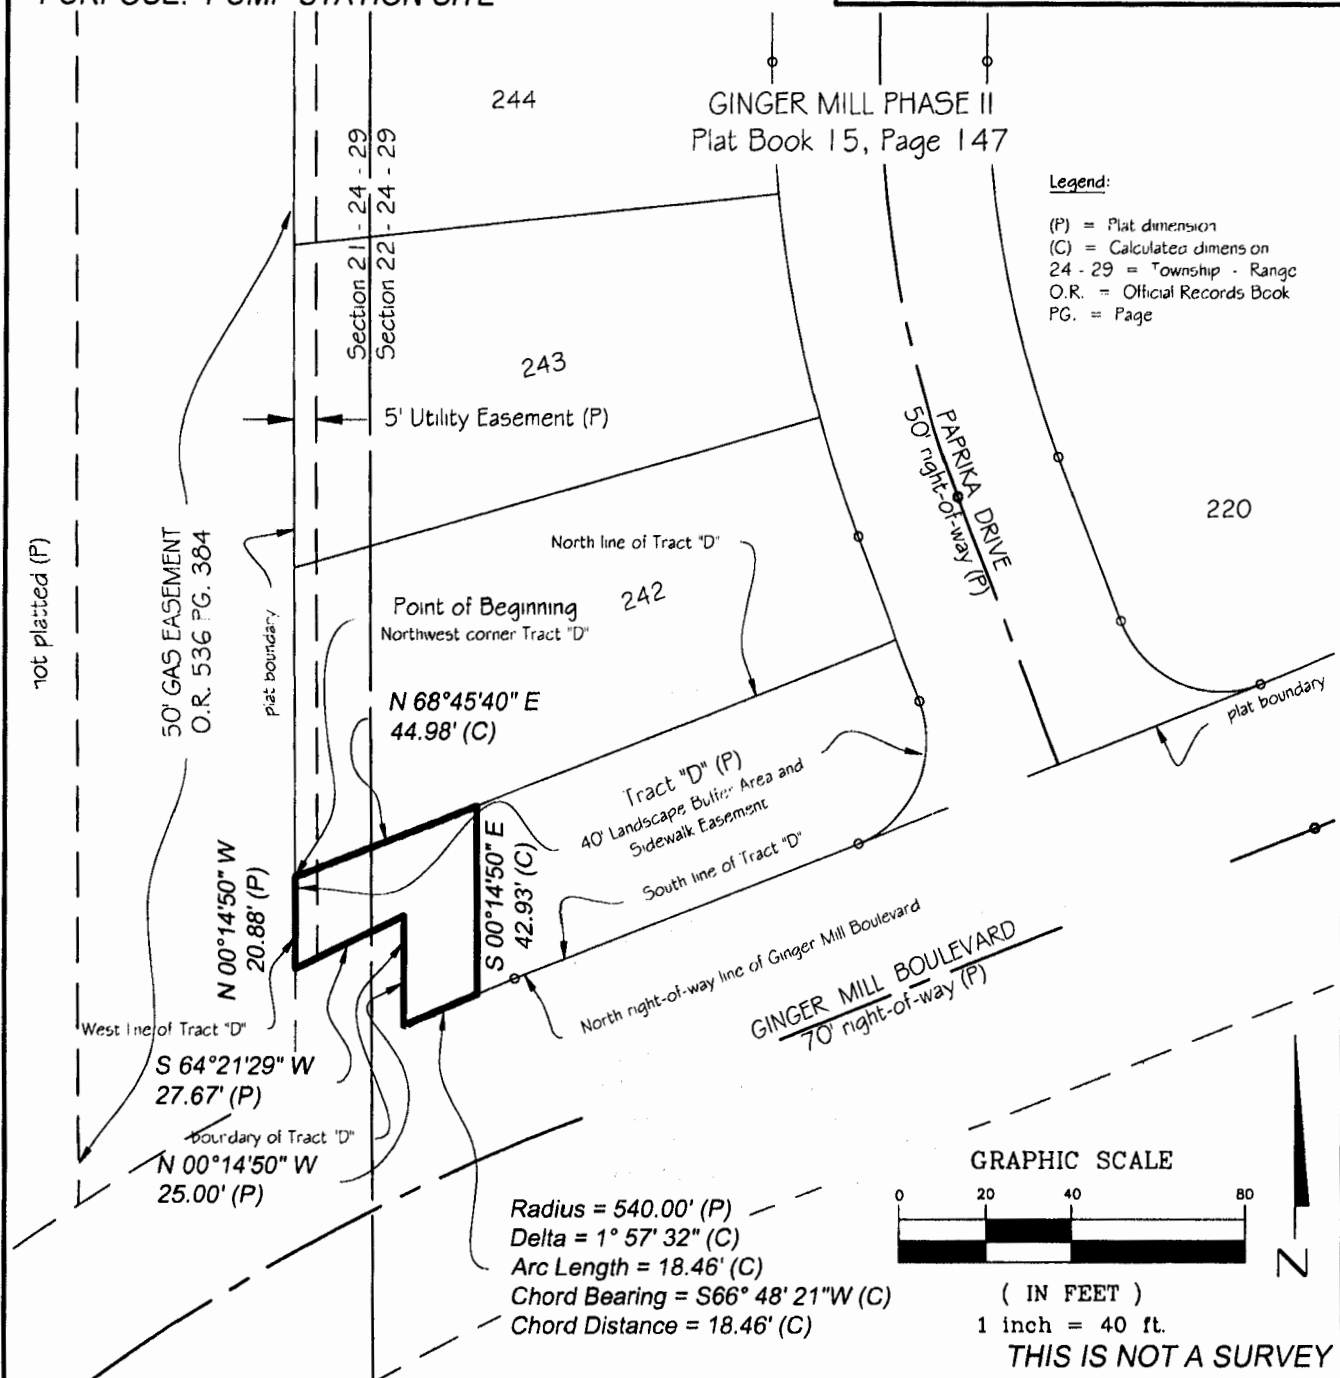 PURPOSE: PUMP STATION SITE
244
GINGER MILL PHASE II
Plat Book 15, Page 147
Section 21 - 24 - 29
Section 22 - 24 - 29
Legend:
(P) = Plat dimension
(C) = Calculated dimension
24 - 29 = Township - Range
O.R. = Official Records Book
PG. = Page
243
5' Utility Easement (P)
PAPRIKA DRIVE
50' right-of-way (P)
220
not platted (P)
50' GAS EASEMENT
O.R. 536 PG. 384
plat boundary
North line of Tract "D"
242
Point of Beginning
Northwest corner Tract "D"
N 68°45'40" E
44.98' (C)
plat boundary
Tract "D" (P)
40' Landscape Buffer Area and
Sidewalk Easement
South line of Tract "D"
N 00°14'50" W
20.88' (P)
S 00°14'50" E
42.93' (C)
North right-of-way line of Ginger Mill Boulevard
GINGER MILL BOULEVARD
70' right-of-way (P)
West line of Tract "D"
S 64°21'29" W
27.67' (P)
boundary of Tract "D"
N 00°14'50" W
25.00' (P)
Radius = 540.00' (P)
Delta = 1° 57' 32" (C)
Arc Length = 18.46' (C)
Chord Bearing = S66° 48' 21"W (C)
Chord Distance = 18.46' (C)
GRAPHIC SCALE
0 20 40 80
( IN FEET )
1 inch = 40 ft.
N
THIS IS NOT A SURVEY